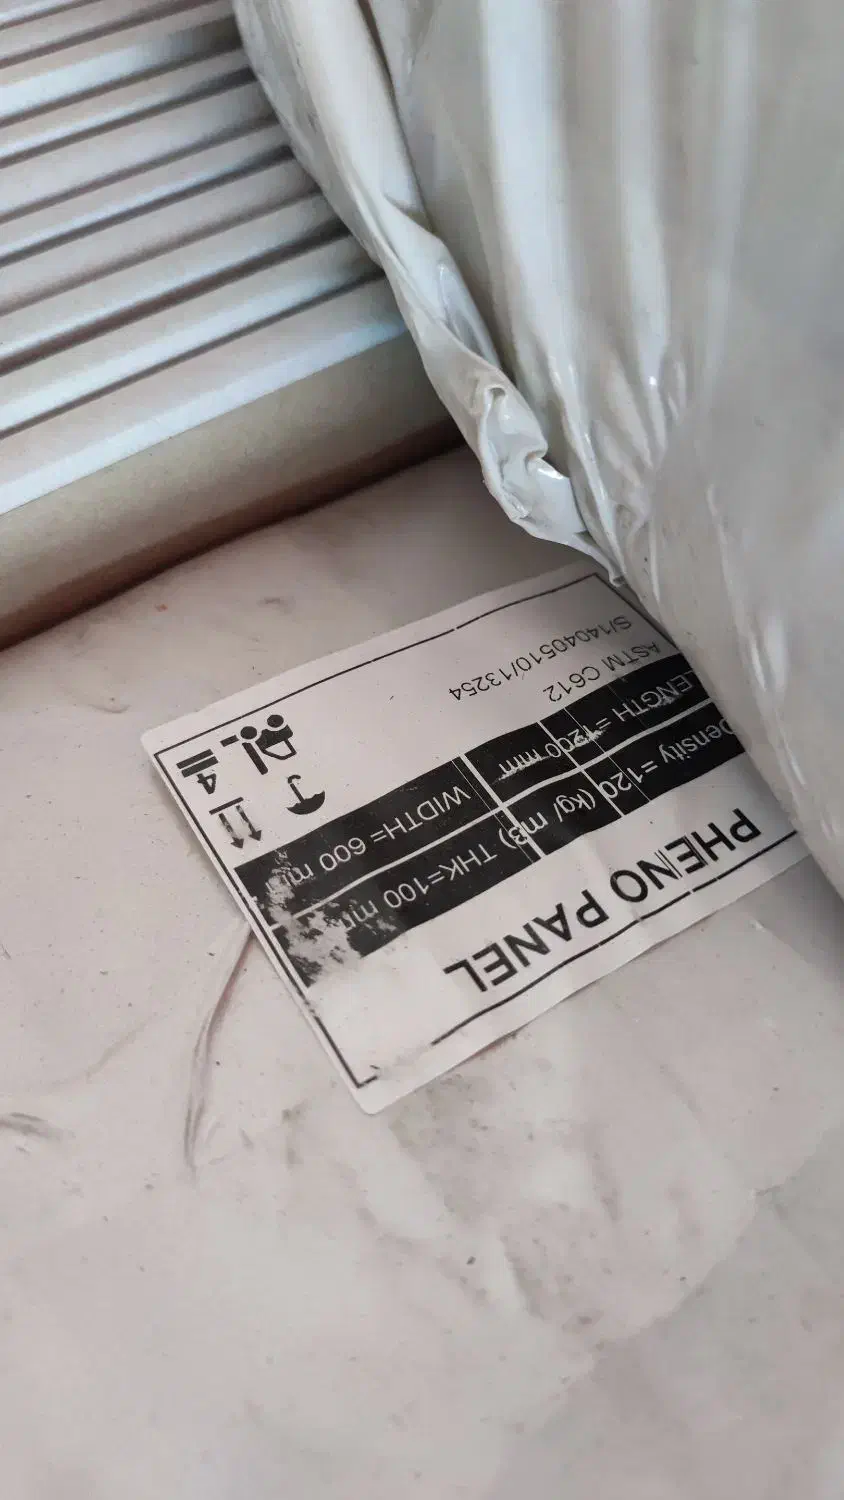 PHENO PANEL
Density =120 (kg/ m3) THK=100 mm
LENGTH =1200 mm WIDTH= 600 mm
ASTM C612
S/14040510/13254
4